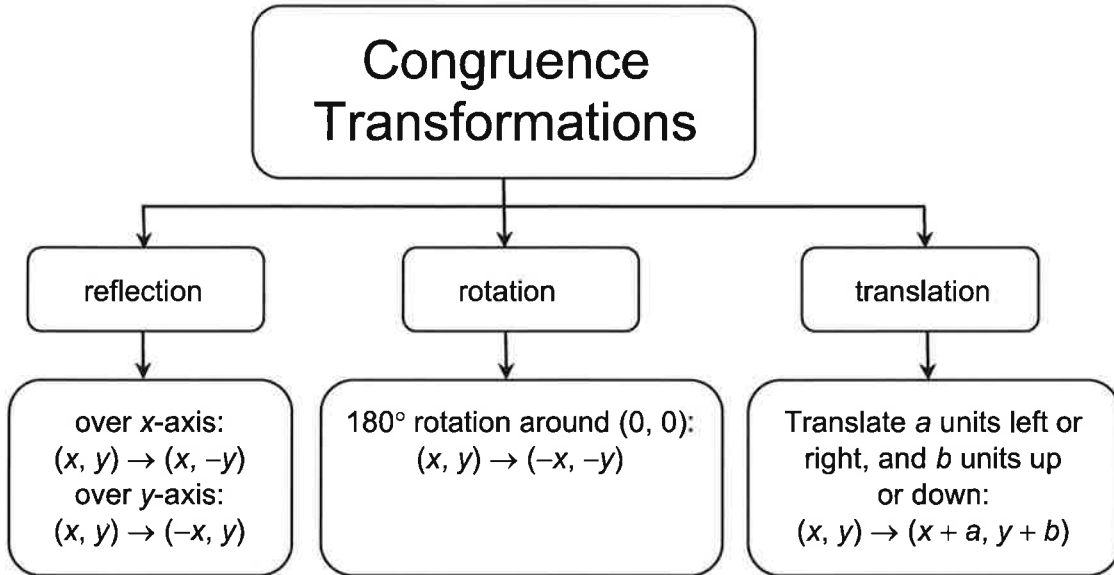 Congruence
Transformations
reflection
rotation
translation
over x-axis:
(x, y) → (x, −y)
over y-axis:
(x, y) → (−x, y)
180° rotation around (0, 0):
(x, y) → (−x, −y)
Translate a units left or
right, and b units up
or down:
(x, y) → (x + a, y + b)